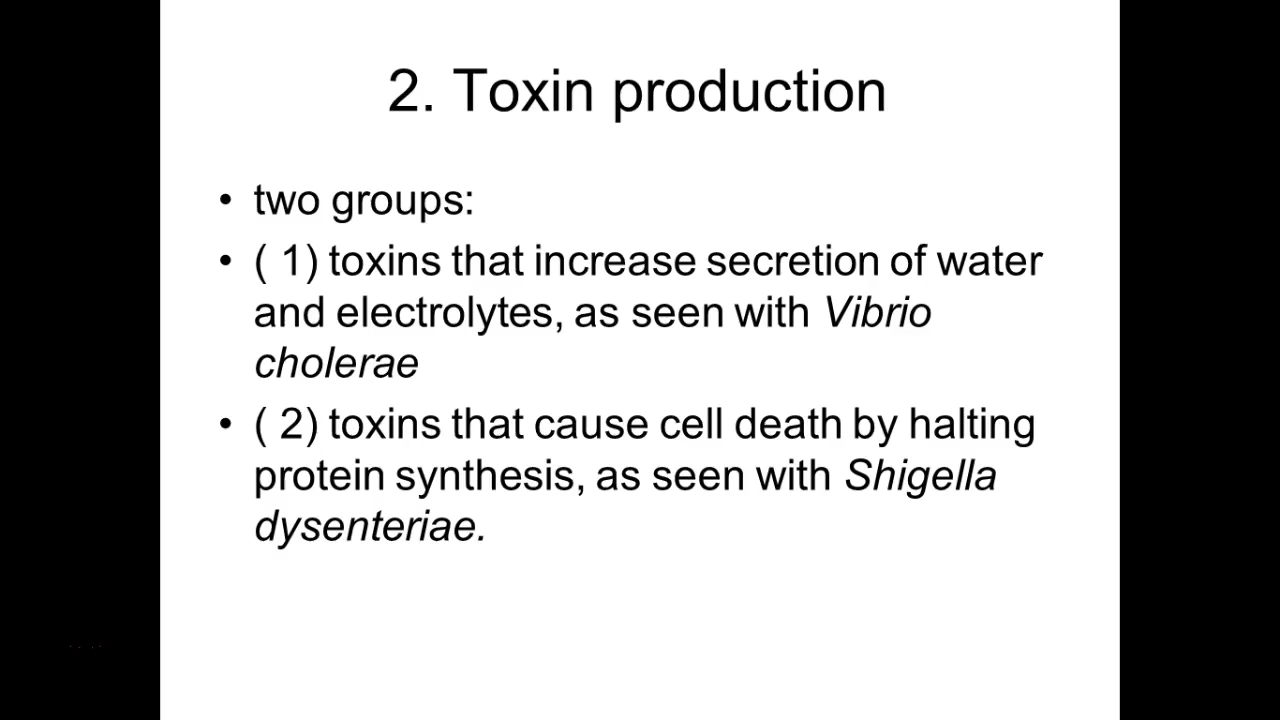 2. Toxin production
• two groups:
• ( 1) toxins that increase secretion of water
and electrolytes, as seen with Vibrio
cholerae
• ( 2) toxins that cause cell death by halting
protein synthesis, as seen with Shigella
dysenteriae.